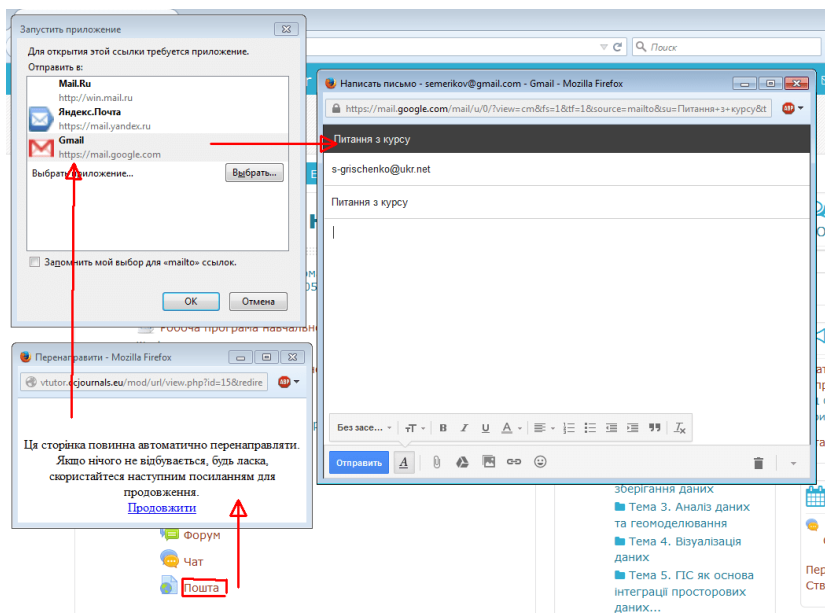 Запустить приложение
Для открытия этой ссылки требуется приложение.
Отправить в:
Mail.Ru
http://win.mail.ru
Яндекс.Почта
https://mail.yandex.ru
Gmail
https://mail.google.com
Выбрать приложение...
Выбрать...
Запомнить мой выбор для «mailto» ссылок.
ОК
Отмена
Поиск
Написать письмо - semerikov@gmail.com - Gmail - Mozilla Firefox
https://mail.google.com/mail/u/0/?view=cm&fs=1&tf=1&source=mailto&su=Питання+з+курсу&t
ABP
Питання з курсу
s-grischenko@ukr.net
Питання з курсу
Без засе...
тТ
B I U A
Tx
Отправить
A
Робоча програма
Перенаправити - Mozilla Firefox
vtutor.ccjournals.eu/mod/url/view.php?id=15&redire
ABP
Ця сторінка повинна автоматично перенаправляти.
Якщо нічого не відбувається, будь ласка,
скористайтеся наступним посиланням для
продовження.
Продовжити
Форум
Чат
Пошта
зберігання даних
Тема 3. Аналіз даних
та геомоделювання
Тема 4. Візуалізація
даних
Тема 5. ГІС як основа
інтеграції просторових
даних...